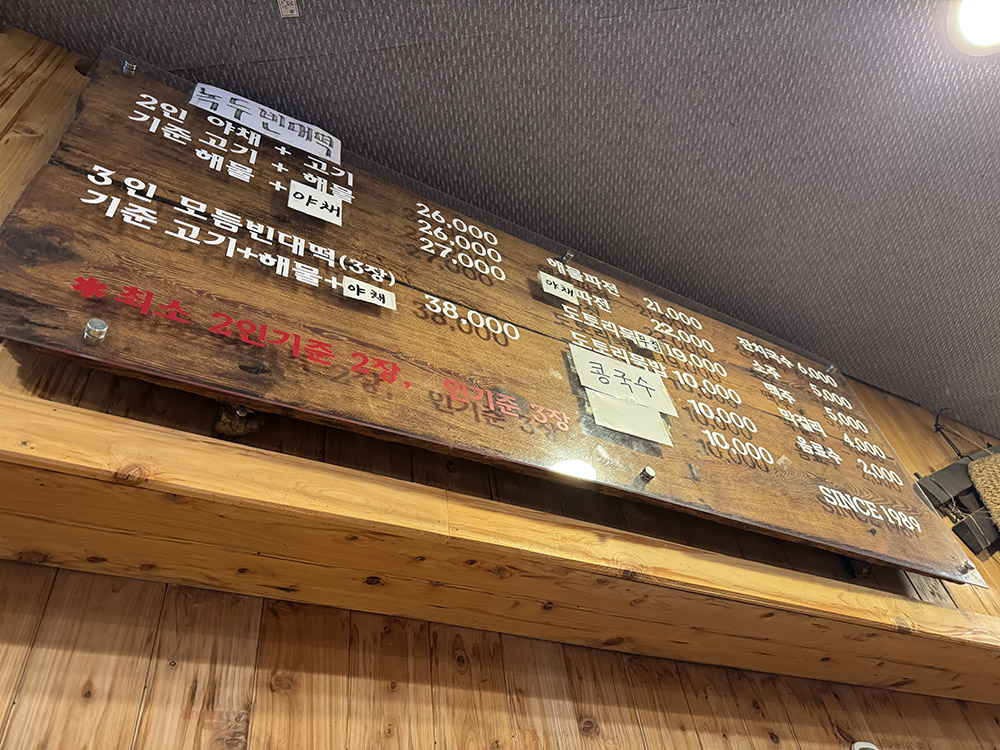 녹두빈대떡
2인 야채 + 고기 26,000
기준 고기 + 해물 26,000
해물 + 야채 27,000
3인 모듬빈대떡(3장)
기준 고기+해물+야채 38,000
*최소 2인기준 2장, 인기준 3장
해물파전 21,000
야채파전 22,000
도토리묵무침 19,000
도토리묵밥 10,000
콩국수 10,000
10,000
잔치국수 6,000
소주 5,000
맥주 5,000
막걸리 4,000
음료수 2,000
SINCE 1989